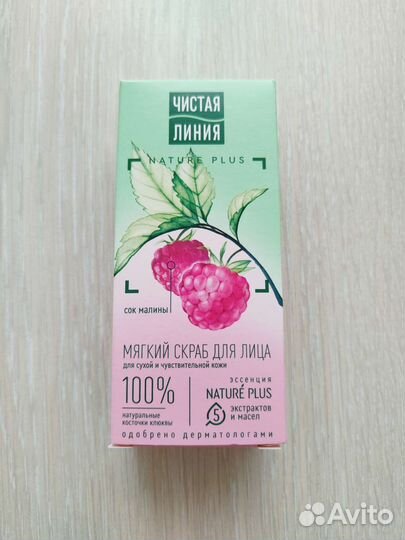 ЧИСТАЯ
ЛИНИЯ
NATURE PLUS
сок малины
МЯГКИЙ СКРАБ ДЛЯ ЛИЦА
для сухой и чувствительной кожи
100%
натуральные
косточки клюквы
эссенция
NATURÉ PLUS
5 экстрактов
и масел
одобрено дерматологами
Avito